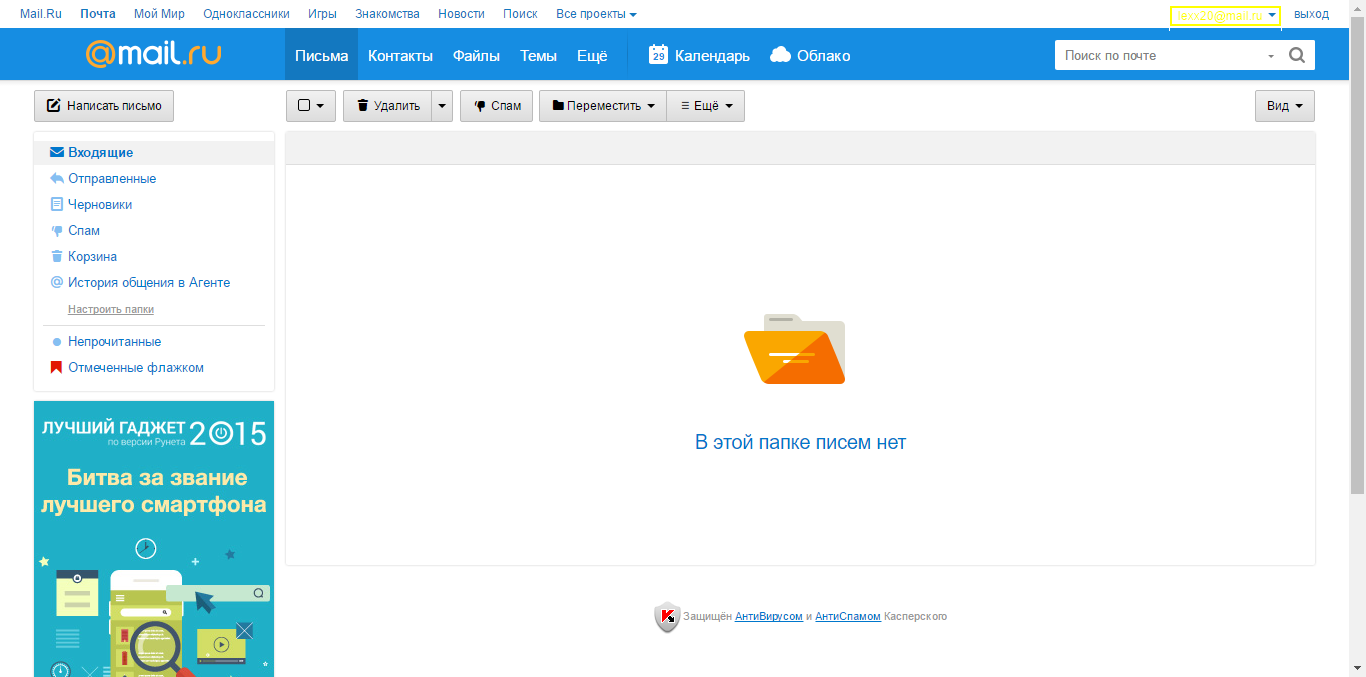 Mail.Ru Почта Мой Мир Одноклассники Игры Знакомства Новости Поиск Все проекты
lexx20@mail.ru выход
@mail.ru Письма Контакты Файлы Темы Ещё 29 Календарь Облако Поиск по почте
Написать письмо Удалить Спам Переместить Ещё Вид
Входящие
Отправленные
Черновики
Спам
Корзина
История общения в Агенте
Настроить папки
Непрочитанные
Отмеченные флажком
В этой папке писем нет
ЛУЧШИЙ ГАДЖЕТ 2015
по версии Рунета
Битва за звание
лучшего смартфона
Защищён АнтиВирусом и АнтиСпамом Касперского